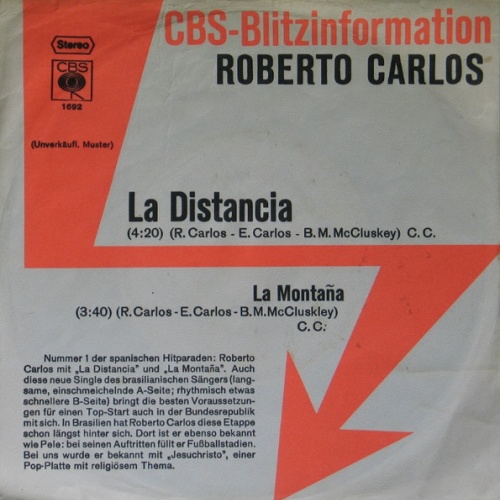 CBS-Blitzinformation
Stereo
ROBERTO CARLOS
CBS
1692
(Unverkäufl. Muster)
La Distancia
(4:20) (R. Carlos - E. Carlos - B. M. McCluskey) C. C.
La Montaña
(3:40) (R. Carlos - E. Carlos - B. M. McCluskley)
C. C.
Nummer 1 der spanischen Hitparaden: Roberto
Carlos mit „La Distancia" und „La Montaña". Auch
diese neue Single des brasilianischen Sängers (lang-
same, einschmeichelnde A-Seite; rhythmisch etwas
schnellere B-Seite) bringt die besten Voraussetzun-
gen für einen Top-Start auch in der Bundesrepublik
mit sich. In Brasilien hat Roberto Carlos diese Etappe
schon längst hinter sich. Dort ist er ebenso bekannt
wie Pele: bei seinen Auftritten füllt er Fußballstadien.
Bei uns wurde er bekannt mit „Jesuchristo", einer
Pop-Platte mit religiösem Thema.